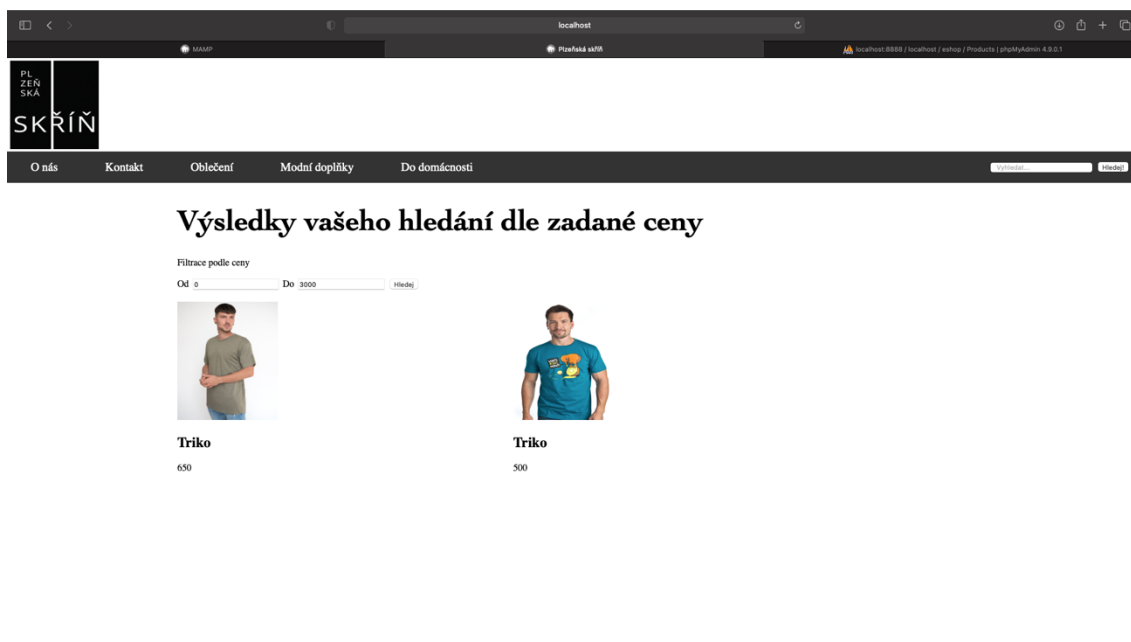 localhost
MAMP
Plzeňská skříň
localhost:8888 / localhost / eshop / Products | phpMyAdmin 4.9.0.1
PL
ZEŇ
SKÁ
SKŘÍŇ
O nás Kontakt Oblečení Modní doplňky Do domácnosti Vyhledat... Hledej!
Výsledky vašeho hledání dle zadané ceny
Filtrace podle ceny
Od 0 Do 3000 Hledej
Triko Triko
650 500